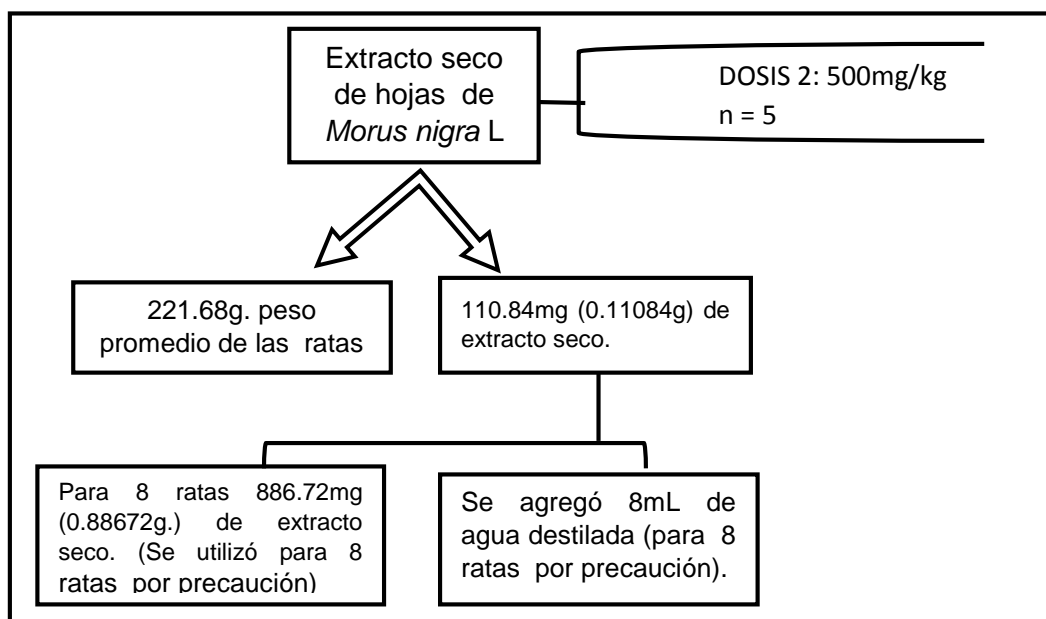 Extracto seco
de hojas de
Morus nigra L
DOSIS 2: 500mg/kg
n = 5
221.68g. peso
promedio de las ratas
110.84mg (0.11084g) de
extracto seco.
Para 8 ratas 886.72mg
(0.88672g.) de extracto
seco. (Se utilizó para 8
ratas por precaución)
Se agregó 8mL de
agua destilada (para 8
ratas por precaución).